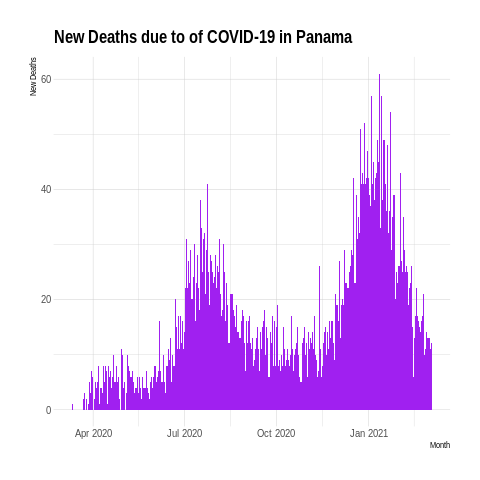 New Deaths due to of COVID-19 in Panama
New Deaths
60
40
20
0
Apr 2020
Jul 2020
Oct 2020
Jan 2021
Month